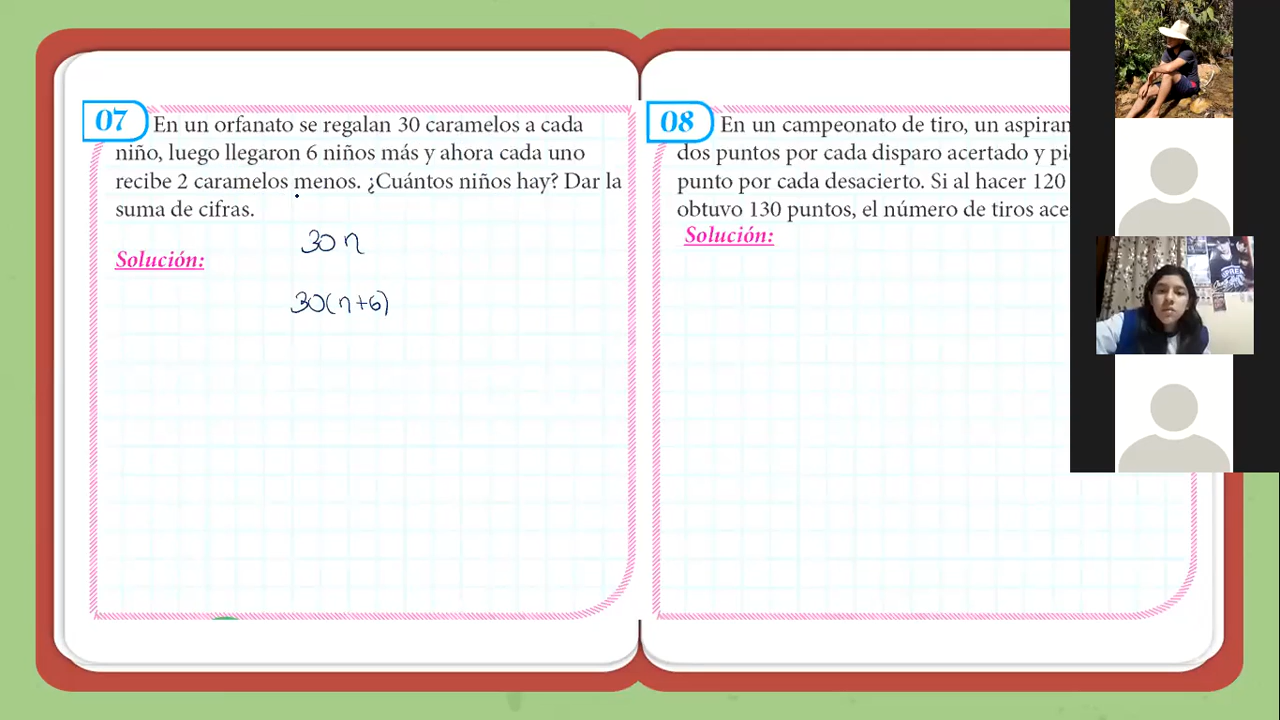 07
En un orfanato se regalan 30 caramelos a cada
niño, luego llegaron 6 niños más y ahora cada uno
recibe 2 caramelos menos. ¿Cuántos niños hay? Dar la
suma de cifras.
Solución:
30 n
30(n+6)
08
En un campeonato de tiro, un aspiran
dos puntos por cada disparo acertado y pi
punto por cada desacierto. Si al hacer 120
obtuvo 130 puntos, el número de tiros ace
Solución: